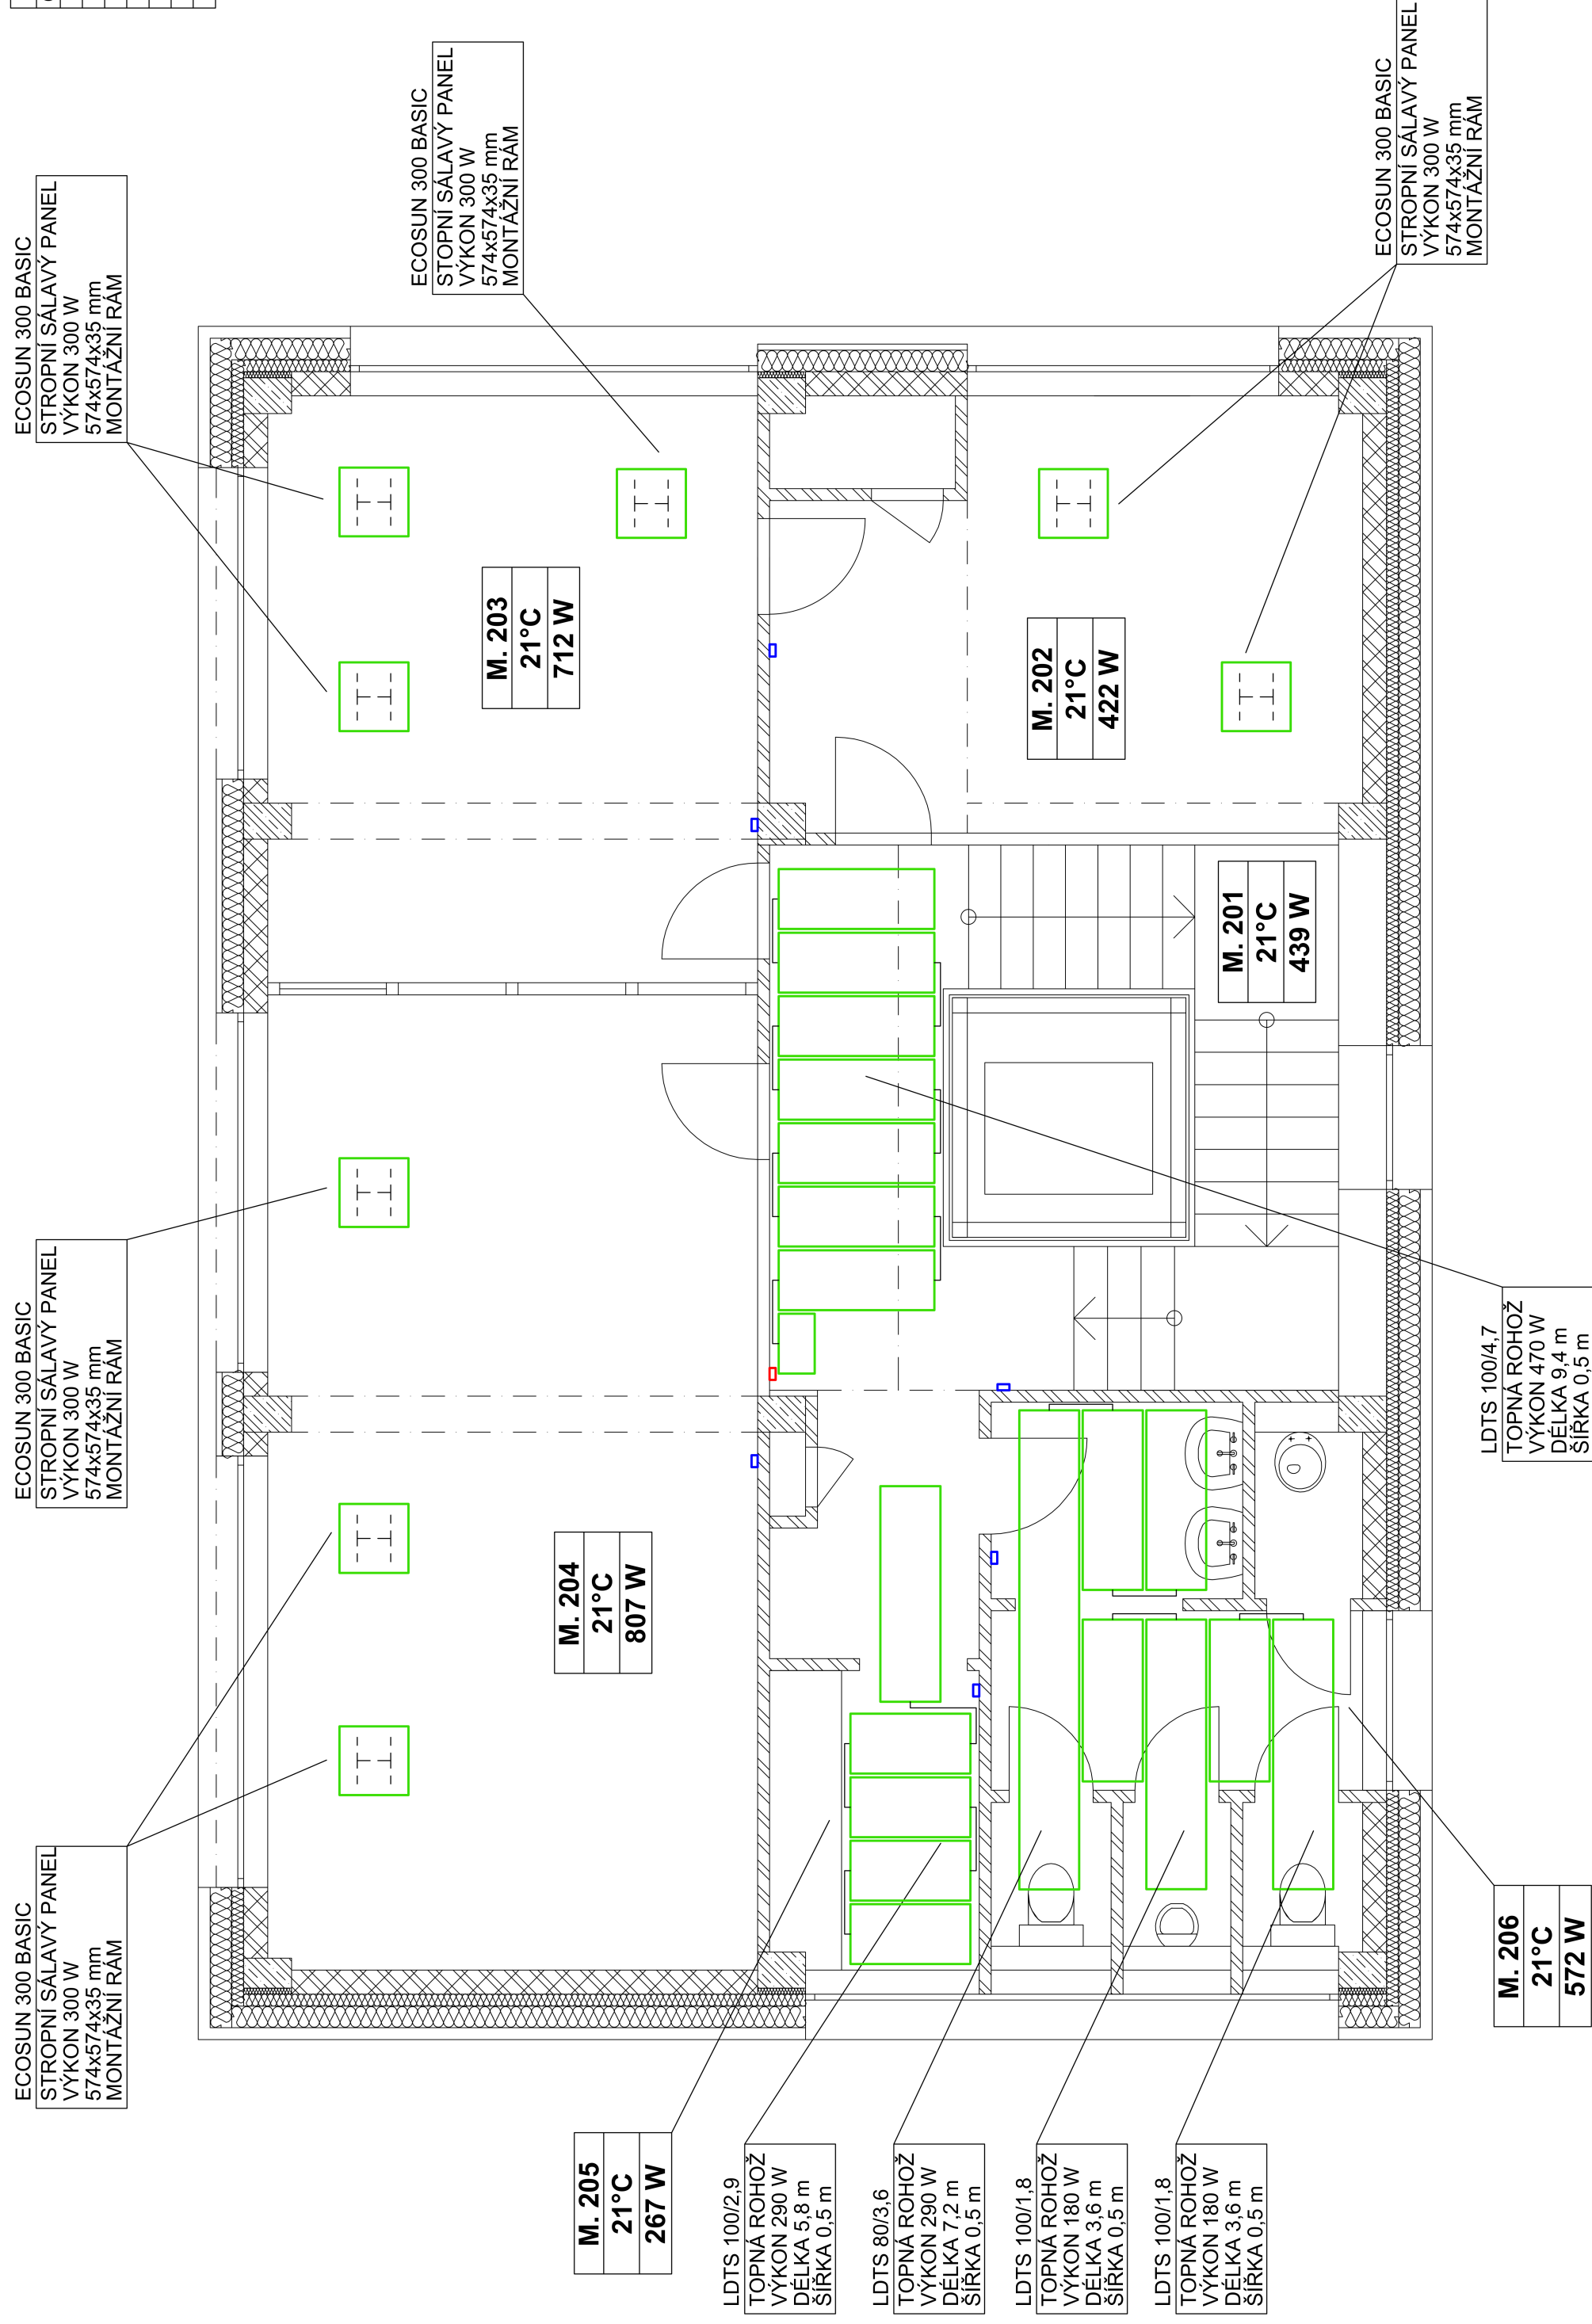 ECOSUN 300 BASIC
STROPNÍ SÁLAVÝ PANEL
VÝKON 300 W
574x574x35 mm
MONTÁŽNÍ RÁM
ECOSUN 300 BASIC
STROPNÍ SÁLAVÝ PANEL
VÝKON 300 W
574x574x35 mm
MONTÁŽNÍ RÁM
ECOSUN 300 BASIC
STROPNÍ SÁLAVÝ PANEL
VÝKON 300 W
574x574x35 mm
MONTÁŽNÍ RÁM
ECOSUN 300 BASIC
STOPNÍ SÁLAVÝ PANEL
VÝKON 300 W
574x574x35 mm
MONTÁŽNÍ RÁM
M. 203
21°C
712 W
M. 204
21°C
807 W
M. 205
21°C
267 W
LDTS 100/2,9
TOPNÁ ROHOŽ
VÝKON 290 W
DÉLKA 5,8 m
ŠÍŘKA 0,5 m
LDTS 80/3,6
TOPNÁ ROHOŽ
VÝKON 290 W
DÉLKA 7,2 m
ŠÍŘKA 0,5 m
LDTS 100/1,8
TOPNÁ ROHOŽ
VÝKON 180 W
DÉLKA 3,6 m
ŠÍŘKA 0,5 m
LDTS 100/1,8
TOPNÁ ROHOŽ
VÝKON 180 W
DÉLKA 3,6 m
ŠÍŘKA 0,5 m
M. 202
21°C
422 W
M. 201
21°C
439 W
ECOSUN 300 BASIC
STROPNÍ SÁLAVÝ PANEL
VÝKON 300 W
574x574x35 mm
MONTÁŽNÍ RÁM
LDTS 100/4,7
TOPNÁ ROHOŽ
VÝKON 470 W
DÉLKA 9,4 m
ŠÍŘKA 0,5 m
M. 206
21°C
572 W